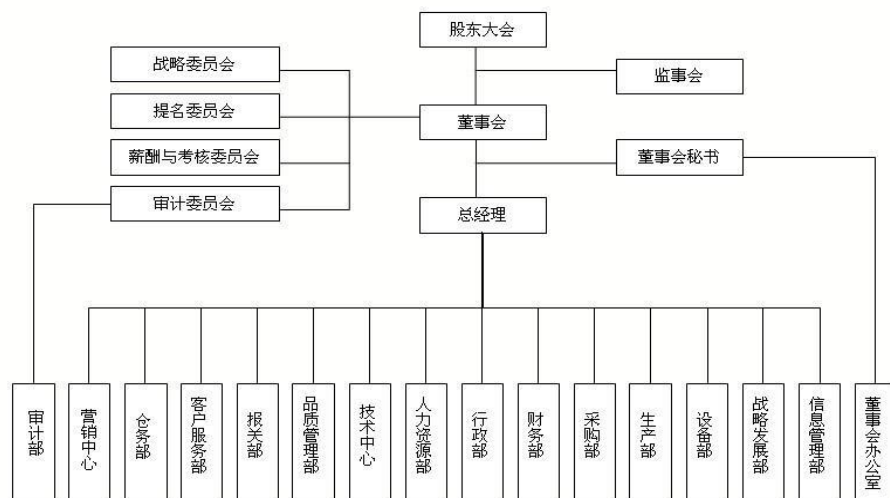 股东大会
战略委员会
监事会
提名委员会
董事会
薪酬与考核委员会
董事会秘书
审计委员会
总经理
审计部
营销中心
仓务部
客户服务部
报关部
品质管理部
技术中心
人力资源部
行政部
财务部
采购部
生产部
设备部
战略发展部
信息管理部
董事会办公室